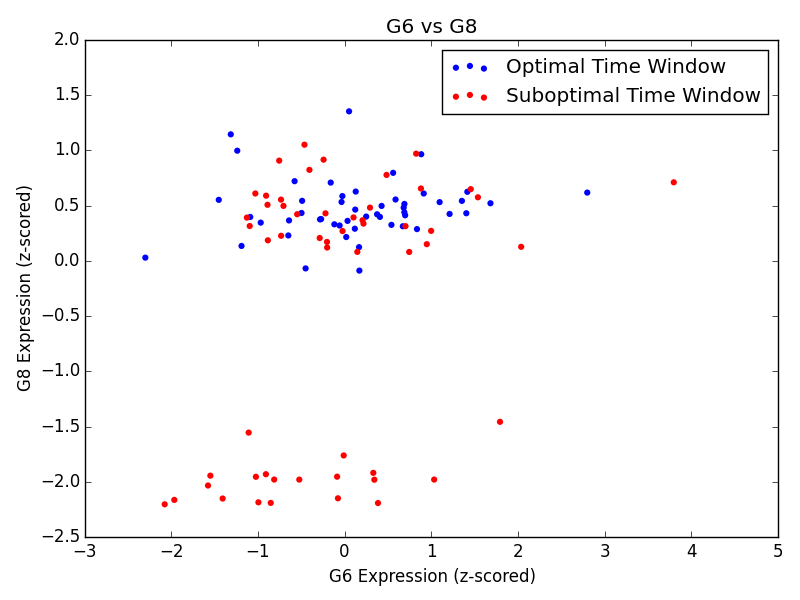 G6 vs G8
Optimal Time Window
Suboptimal Time Window
2.0
1.5
1.0
0.5
0.0
−0.5
−1.0
−1.5
−2.0
−2.5
G8 Expression (z-scored)
−3 −2 −1 0 1 2 3 4 5
G6 Expression (z-scored)